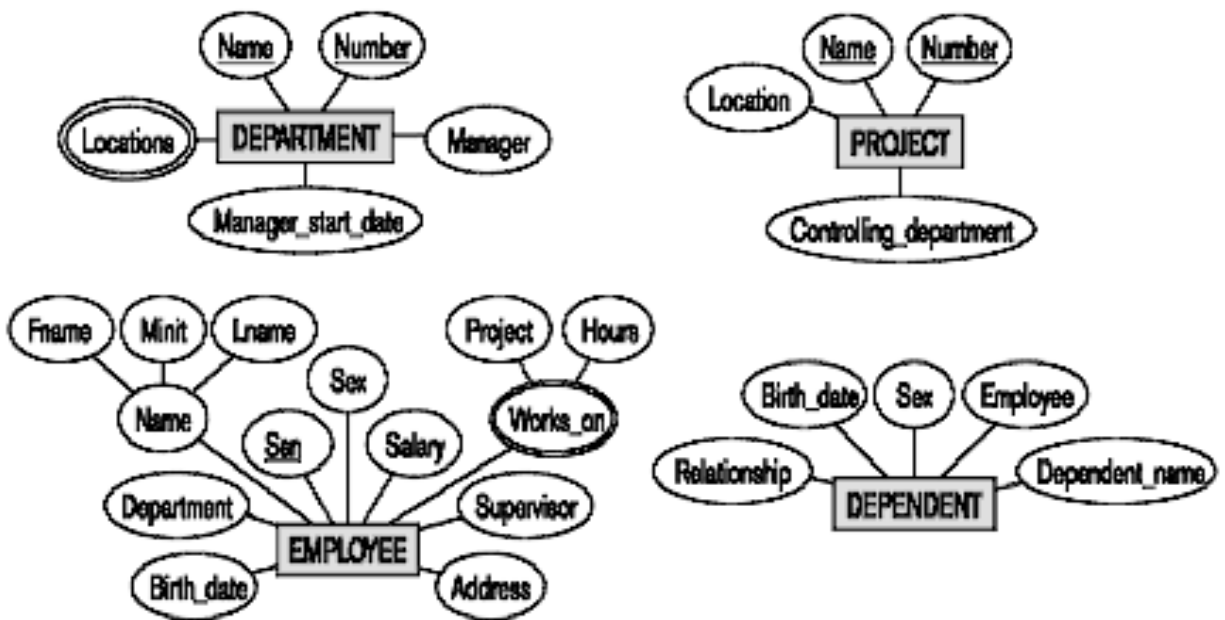 Name
Number
Locations
DEPARTMENT
Manager
Manager_start_date
Name
Number
Location
PROJECT
Controlling_department
Fname
Minit
Lname
Project
Hours
Name
Sex
Works_on
Ssn
Salary
Department
Supervisor
EMPLOYEE
Birth_date
Address
Birth_date
Sex
Employee
Relationship
Dependent_name
DEPENDENT